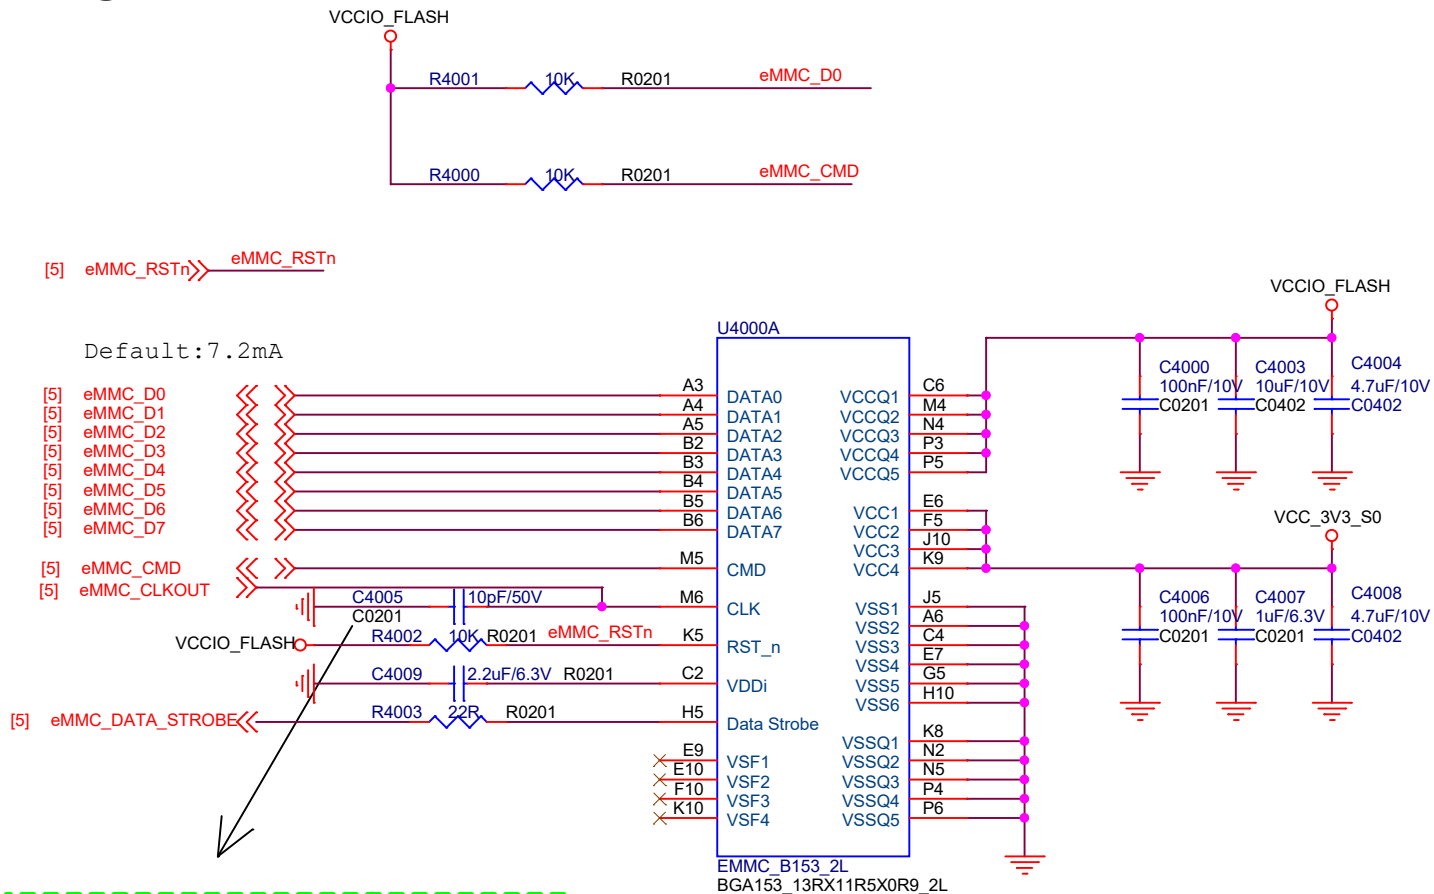 VCCIO_FLASH
R4001 10K R0201 eMMC_D0
R4000 10K R0201 eMMC_CMD
[5] eMMC_RSTn eMMC_RSTn
VCCIO_FLASH
U4000A
Default:7.2mA
C4000 C4003 C4004
100nF/10V 10uF/10V 4.7uF/10V
C0201 C0402 C0402
[5] eMMC_D0 A3 DATA0 VCCQ1 C6
[5] eMMC_D1 A4 DATA1 VCCQ2 M4
[5] eMMC_D2 A5 DATA2 VCCQ3 N4
[5] eMMC_D3 B2 DATA3 VCCQ4 P3
[5] eMMC_D4 B3 DATA4 VCCQ5 P5
[5] eMMC_D5 B4 DATA5 VCC1 E6
[5] eMMC_D6 B5 DATA6 VCC2 F5
[5] eMMC_D7 B6 DATA7 VCC3 J10
VCC_3V3_S0
[5] eMMC_CMD M5 CMD VCC4 K9
[5] eMMC_CLKOUT
C4005 10pF/50V M6 CLK VSS1 J5
C0201
C4006 C4007 C4008
100nF/10V 1uF/6.3V 4.7uF/10V
C0201 C0201 C0402
VSS2 A6
VCCIO_FLASH R4002 10K R0201 eMMC_RSTn K5 RST_n VSS3 C4
VSS4 E7
C4009 2.2uF/6.3V R0201 C2 VDDi VSS5 G5
VSS6 H10
[5] eMMC_DATA_STROBE R4003 22R R0201 H5 Data Strobe
VSSQ1 K8
E9 VSF1 VSSQ2 N2
E10 VSF2 VSSQ3 N5
F10 VSF3 VSSQ4 P4
K10 VSF4 VSSQ5 P6
EMMC_B153_2L
BGA153_13RX11R5X0R9_2L